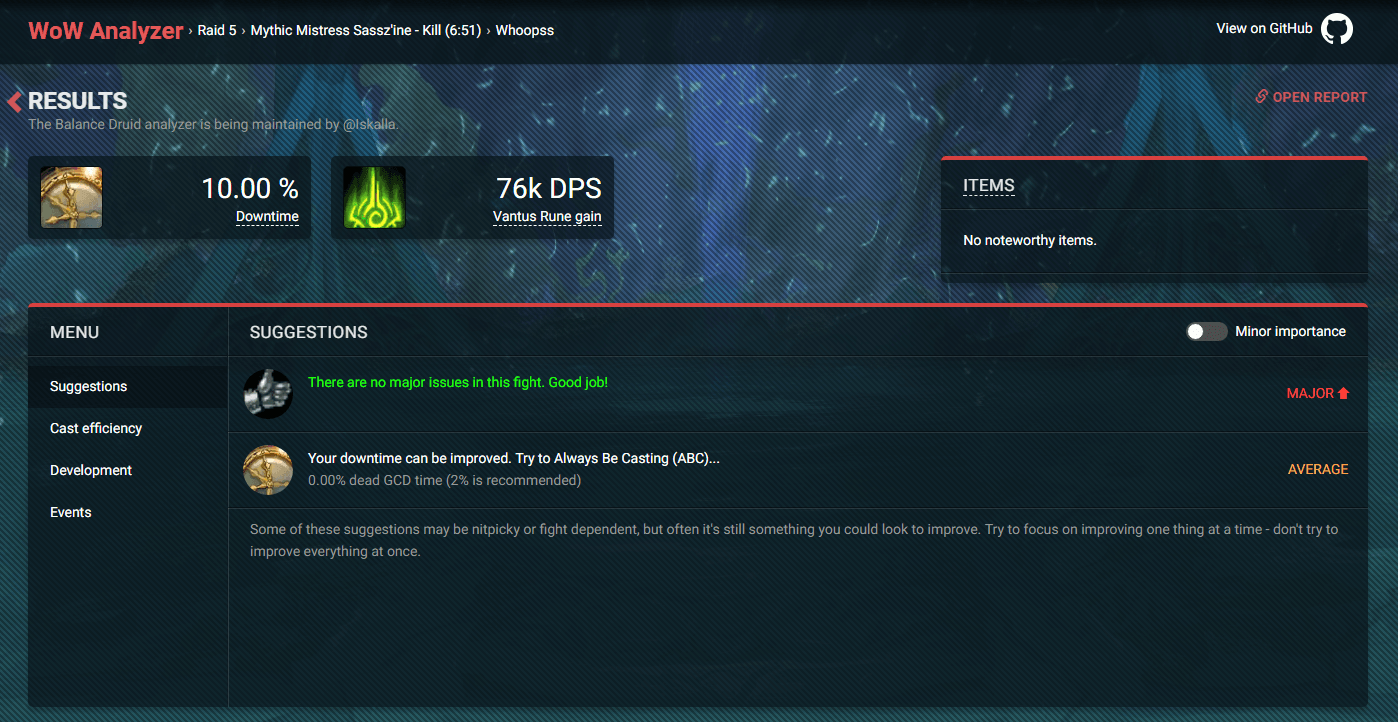 WoW Analyzer › Raid 5 › Mythic Mistress Sassz'ine - Kill (6:51) › Whoopss
View on GitHub
RESULTS
OPEN REPORT
The Balance Druid analyzer is being maintained by @Iskalla.
10.00 %
Downtime
76k DPS
Vantus Rune gain
ITEMS
No noteworthy items.
MENU
Suggestions
Cast efficiency
Development
Events
SUGGESTIONS
Minor importance
There are no major issues in this fight. Good job!
MAJOR
Your downtime can be improved. Try to Always Be Casting (ABC)...
0.00% dead GCD time (2% is recommended)
AVERAGE
Some of these suggestions may be nitpicky or fight dependent, but often it's still something you could look to improve. Try to focus on improving one thing at a time - don't try to
improve everything at once.